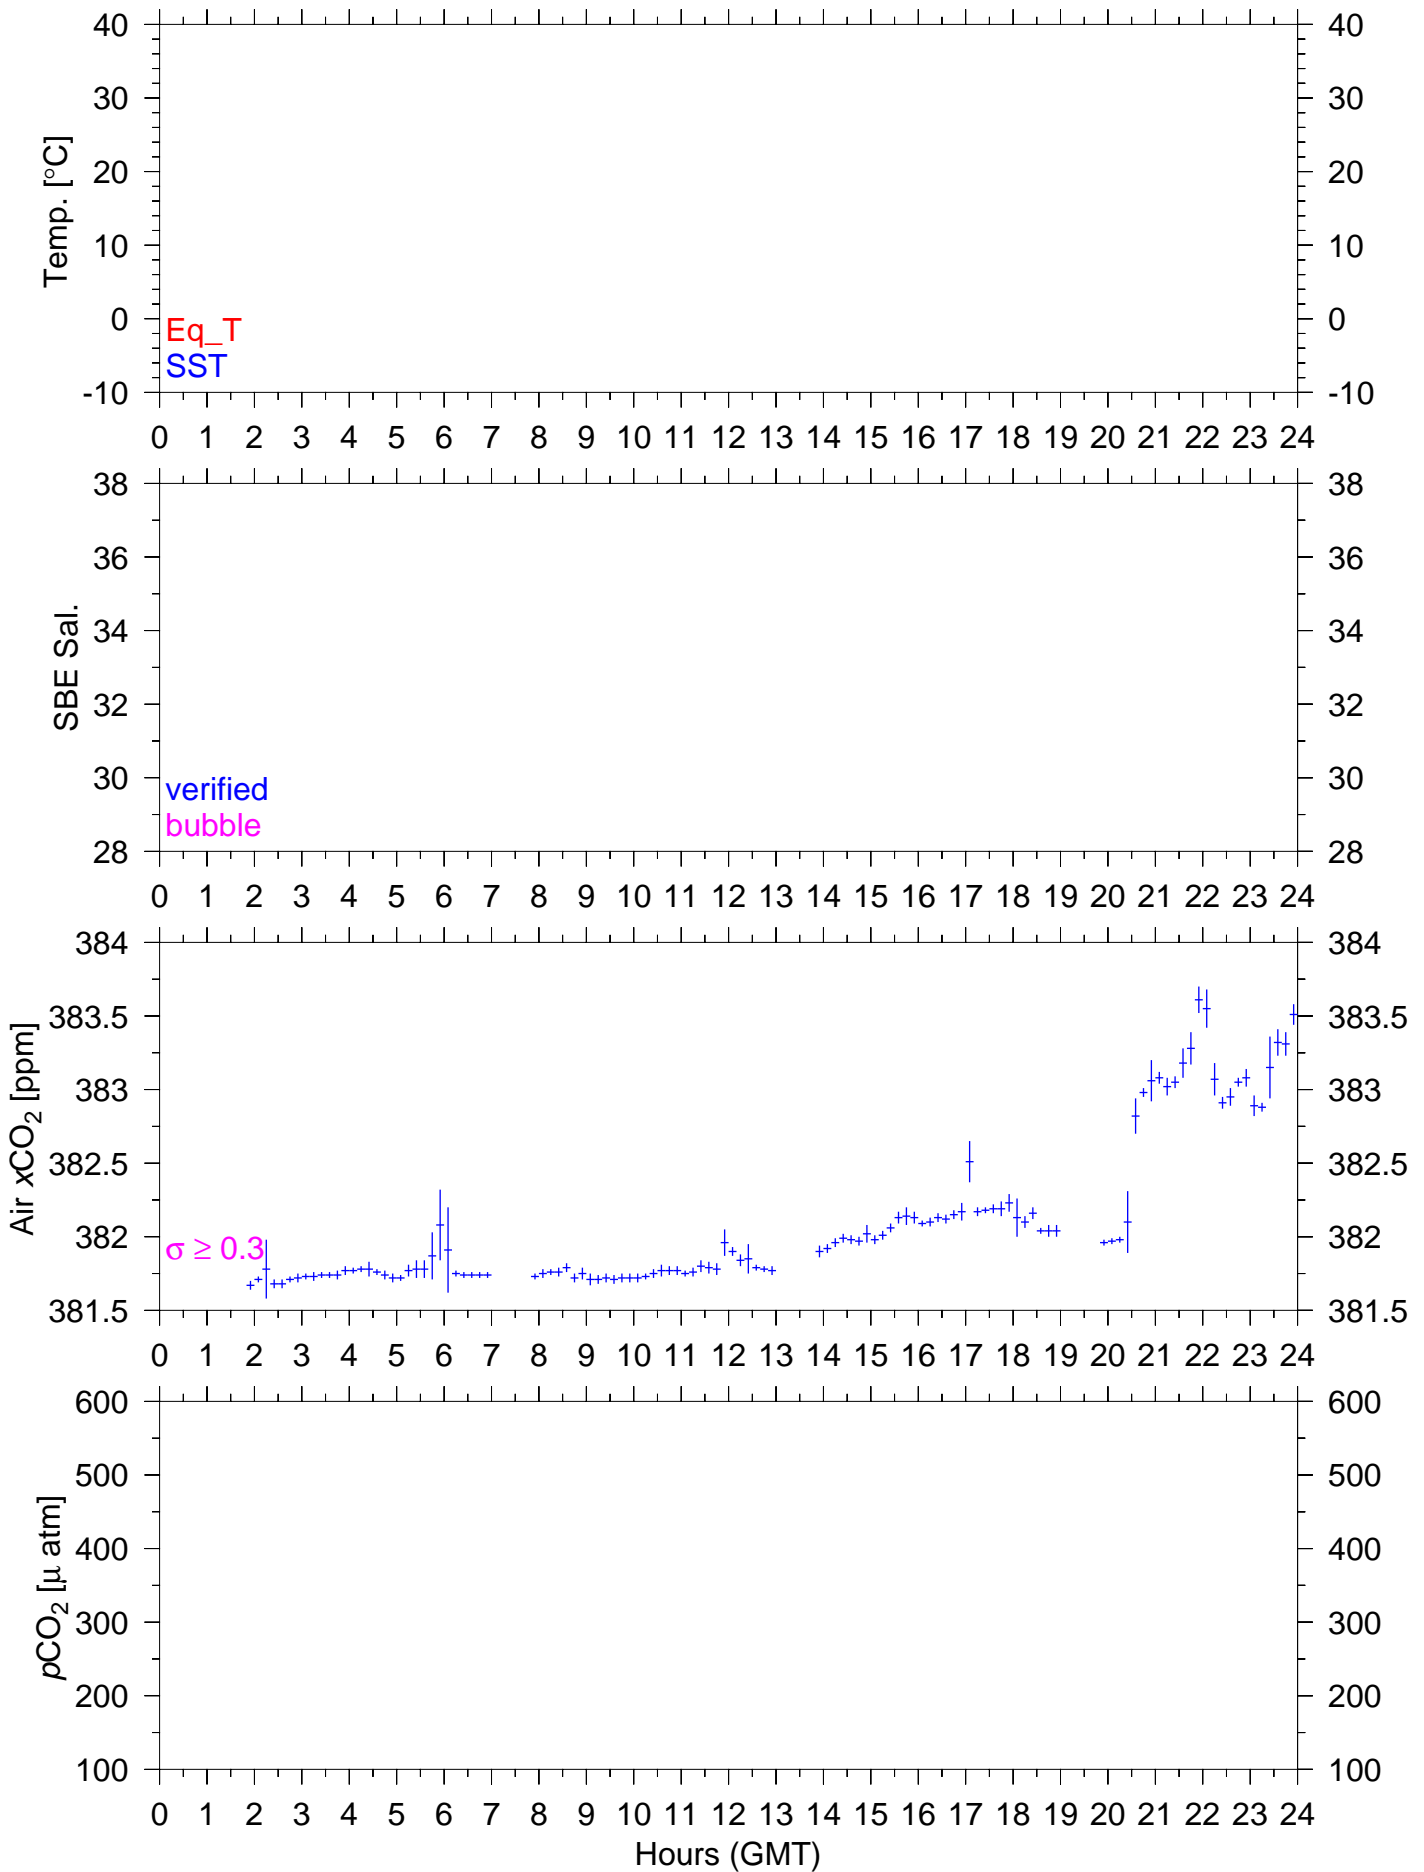 40 40
30 30
Temp. [°C]
20 20
10 10
0 0
Eq_T
SST
-10 -10
0 1 2 3 4 5 6 7 8 9 10 11 12 13 14 15 16 17 18 19 20 21 22 23 24
38 38
36 36
SBE Sal.
34 34
32 32
30 30
verified
bubble
28 28
0 1 2 3 4 5 6 7 8 9 10 11 12 13 14 15 16 17 18 19 20 21 22 23 24
384 384
383.5 383.5
Air xCO₂ [ppm]
383 383
382.5 382.5
382 382
σ ≥ 0.3
381.5 381.5
0 1 2 3 4 5 6 7 8 9 10 11 12 13 14 15 16 17 18 19 20 21 22 23 24
600 600
500 500
pCO₂ [µ atm]
400 400
300 300
200 200
100 100
0 1 2 3 4 5 6 7 8 9 10 11 12 13 14 15 16 17 18 19 20 21 22 23 24
Hours (GMT)